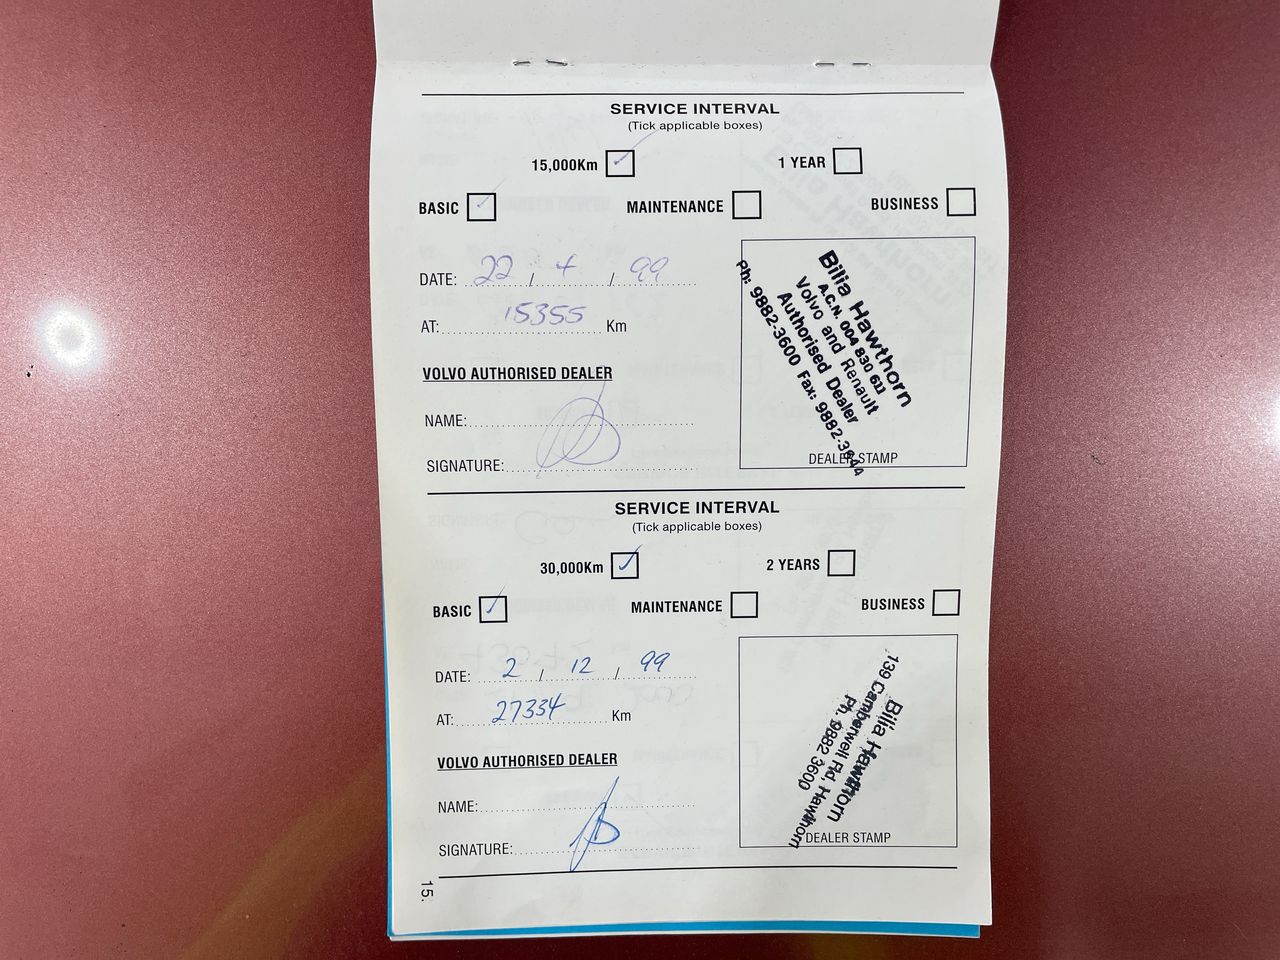 SERVICE INTERVAL
(Tick applicable boxes)
15,000Km
1 YEAR
BASIC
MAINTENANCE
BUSINESS
DATE: 22 / 4 / 99
AT: 15355 Km
VOLVO AUTHORISED DEALER
NAME:
SIGNATURE:
Bilia Hawthorn
A.C.N. 004 830 611
Volvo and Renault
Authorised Dealer
Ph: 9882-3600 Fax: 9882-3644
DEALER STAMP
SERVICE INTERVAL
(Tick applicable boxes)
30,000Km
2 YEARS
BASIC
MAINTENANCE
BUSINESS
DATE: 2 / 12 / 99
AT: 27334 Km
VOLVO AUTHORISED DEALER
NAME:
SIGNATURE:
Bilia Hawthorn
139 Camberwell Rd, Hawthorn
Ph. 9882 3600
DEALER STAMP
15.